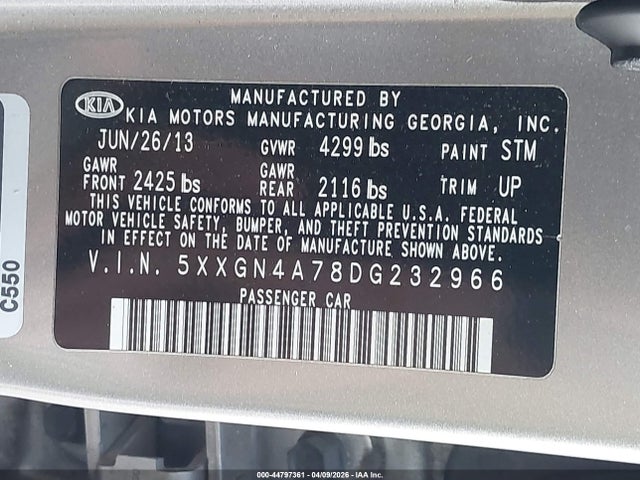 MANUFACTURED BY
KIA KIA MOTORS MANUFACTURING GEORGIA, INC.
JUN/26/13 GVWR 4299 lbs PAINT STM
GAWR FRONT 2425 lbs GAWR REAR 2116 lbs TRIM UP
THIS VEHICLE CONFORMS TO ALL APPLICABLE U.S.A. FEDERAL
MOTOR VEHICLE SAFETY, BUMPER, AND THEFT PREVENTION STANDARDS
IN EFFECT ON THE DATE OF MANUFACTURE SHOWN ABOVE.
V.I.N. 5XXGN4A78DG232966
PASSENGER CAR
C550
000-44797361 - 04/09/2026 - IAA Inc.